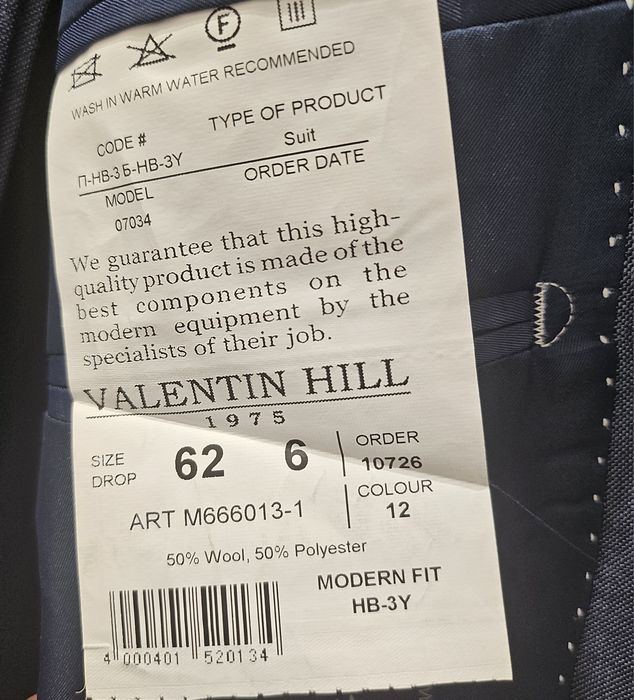 F
WASH IN WARM WATER RECOMMENDED
CODE # TYPE OF PRODUCT
П-НВ-3Б-НВ-3Y Suit
MODEL ORDER DATE
07034
We guarantee that this high-
quality product is made of the
best components on the
modern equipment by the
specialists of their job.
VALENTIN HILL
1975
SIZE 62 6 ORDER
DROP 10726
ART M666013-1 COLOUR
12
50% Wool, 50% Polyester
MODERN FIT
HB-3Y
4 000401 520134